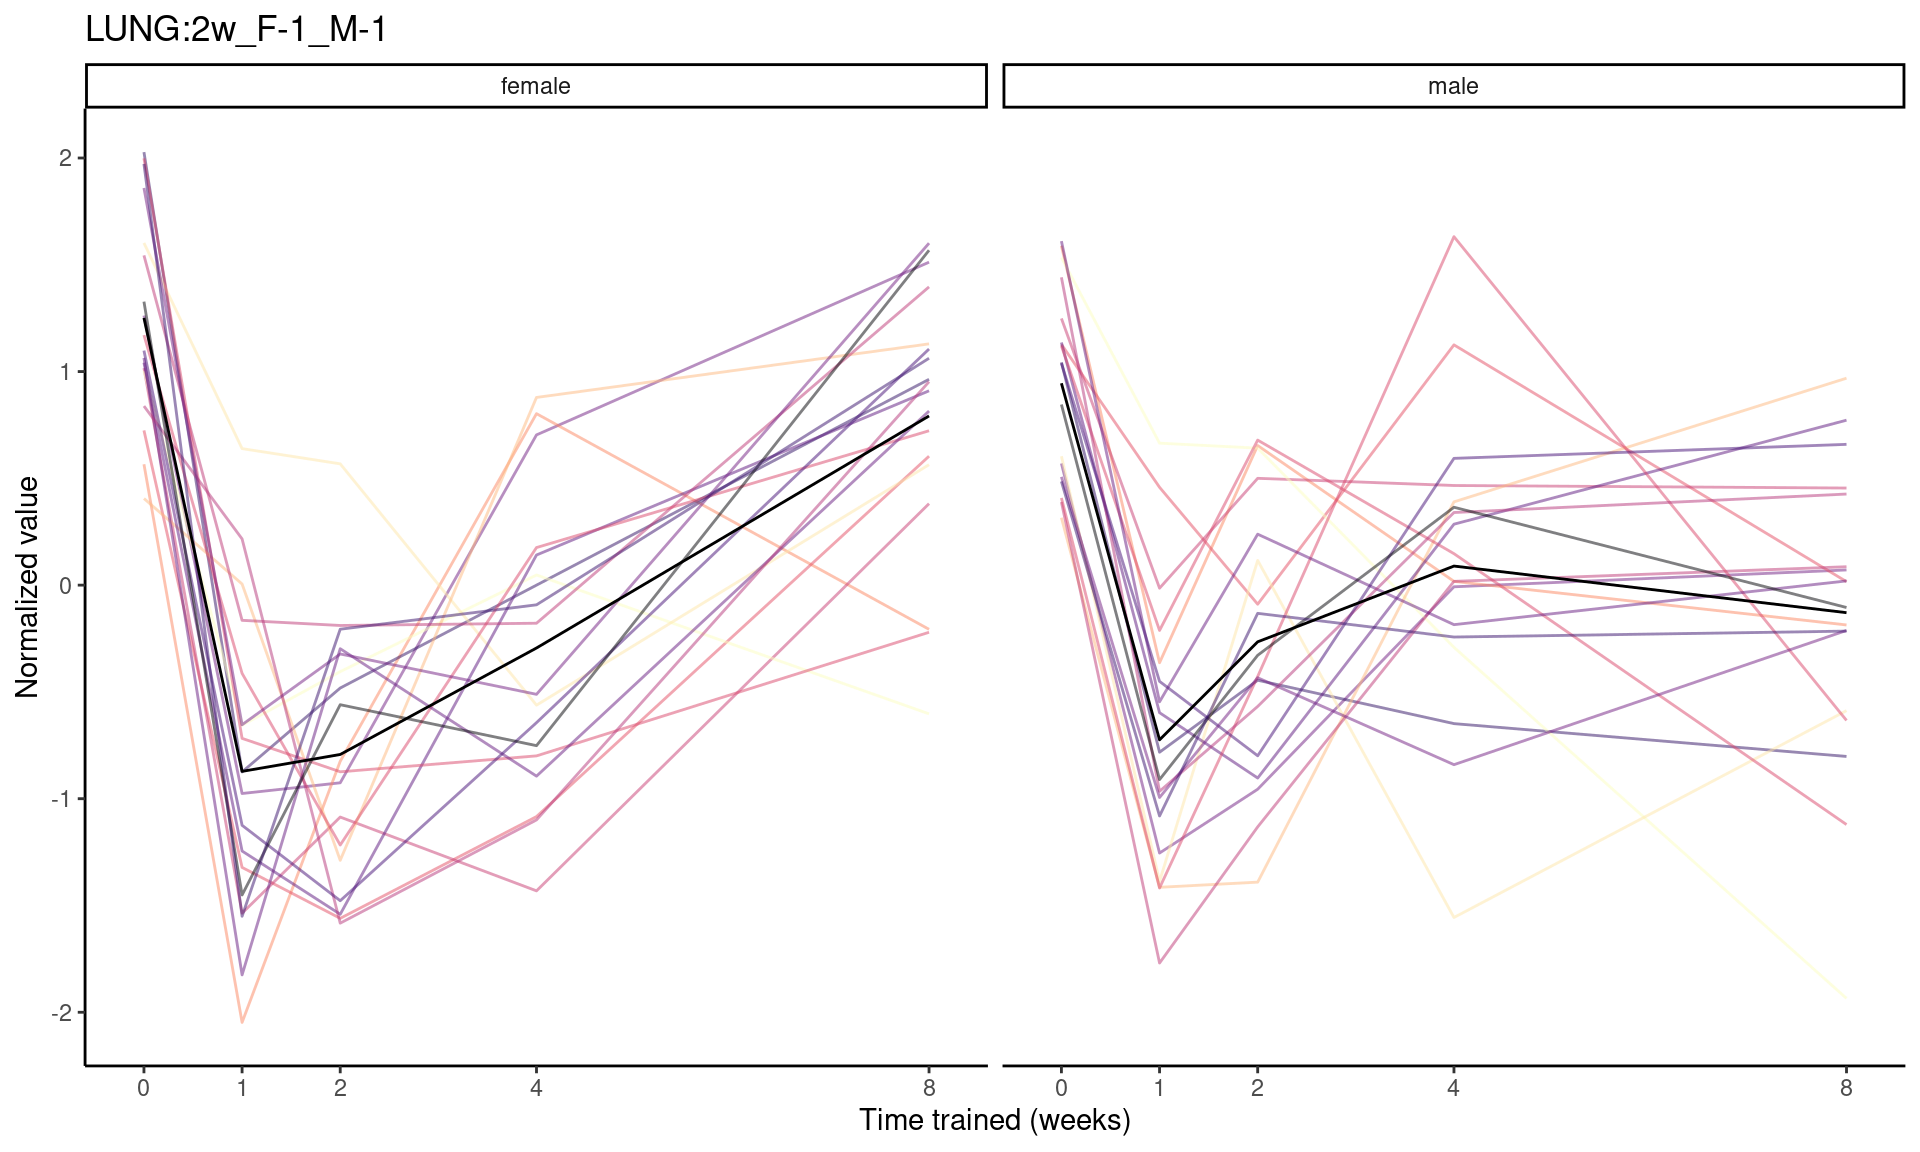 LUNG:2w_F-1_M-1
female
male
Normalized value
2
1
0
-1
-2
0 1 2 4 8
0 1 2 4 8
Time trained (weeks)